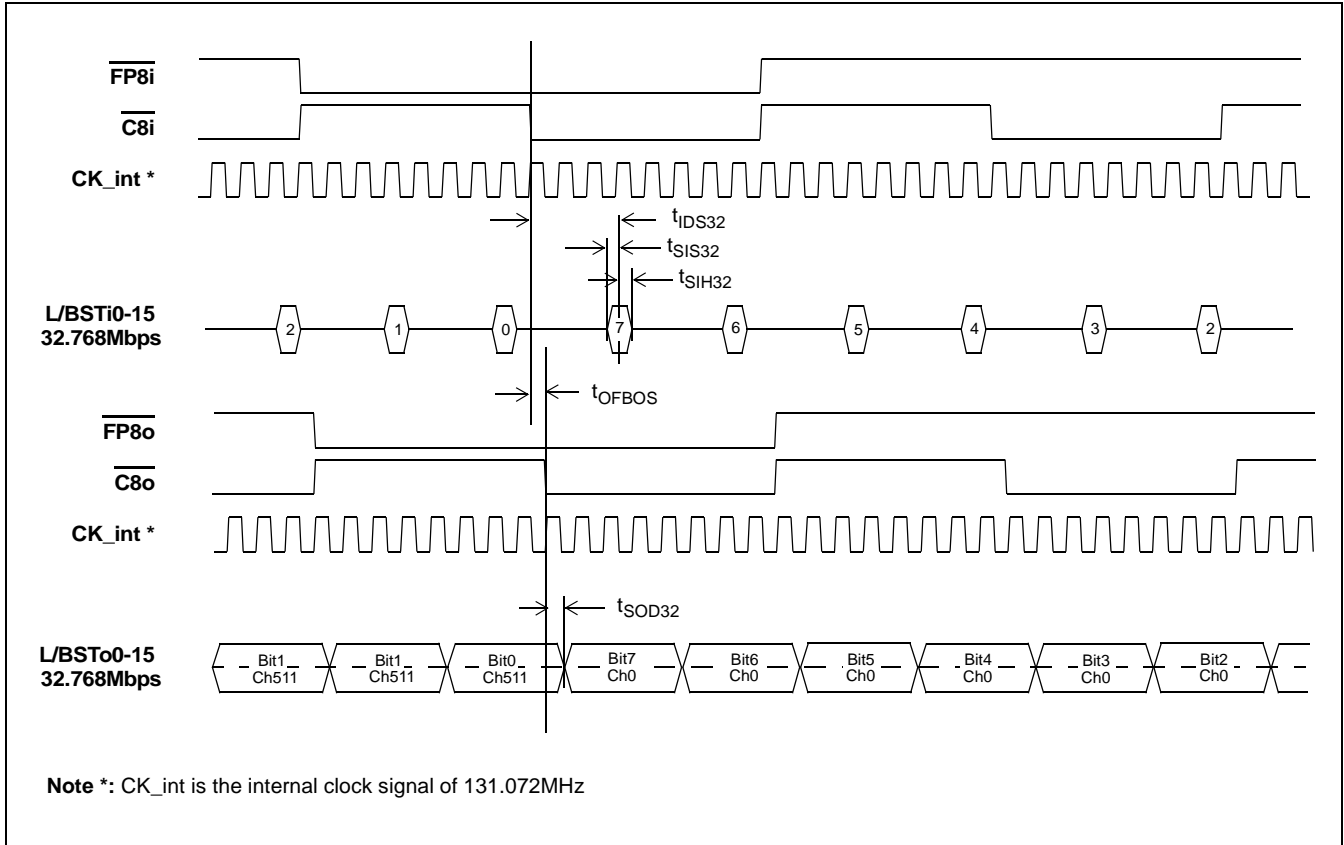 FP8i
C8i
CK_int *
tIDS32
tSIS32
tSIH32
L/BSTi0-15
32.768Mbps
2 1 0 7 6 5 4 3 2
tOFBOS
FP8o
C8o
CK_int *
tSOD32
L/BSTo0-15
32.768Mbps
Bit1 Bit1 Bit0 Bit7 Bit6 Bit5 Bit4 Bit3 Bit2
Ch511 Ch511 Ch511 Ch0 Ch0 Ch0 Ch0 Ch0 Ch0
Note *: CK_int is the internal clock signal of 131.072MHz